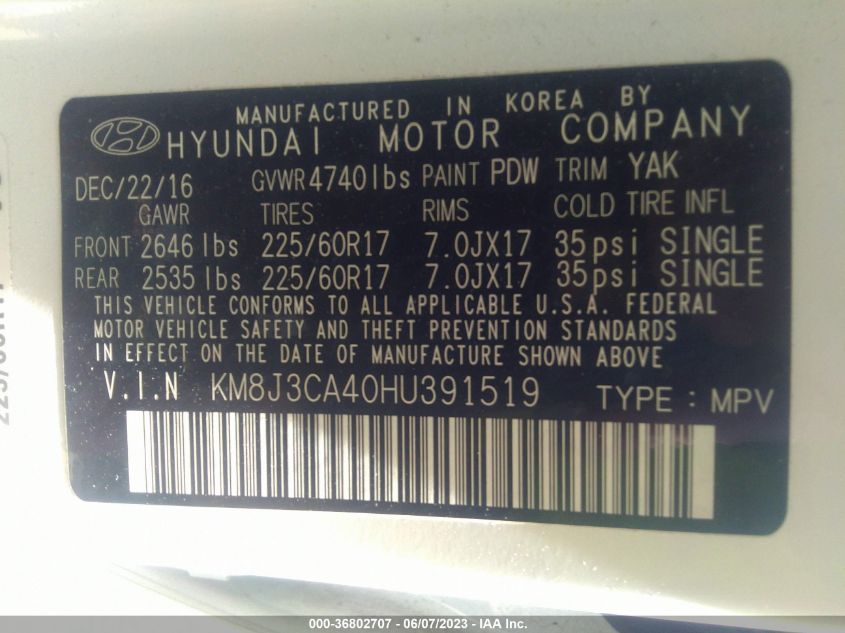 MANUFACTURED IN KOREA BY
HYUNDAI MOTOR COMPANY
DEC/22/16 GVWR 4740 lbs PAINT PDW TRIM YAK
GAWR TIRES RIMS COLD TIRE INFL
FRONT 2646 lbs 225/60R17 7.0JX17 35psi SINGLE
REAR 2535 lbs 225/60R17 7.0JX17 35psi SINGLE
THIS VEHICLE CONFORMS TO ALL APPLICABLE U.S.A. FEDERAL
MOTOR VEHICLE SAFETY AND THEFT PREVENTION STANDARDS
IN EFFECT ON THE DATE OF MANUFACTURE SHOWN ABOVE
V.I.N KM8J3CA40HU391519 TYPE : MPV
000-36802707 - 06/07/2023 - IAA Inc.